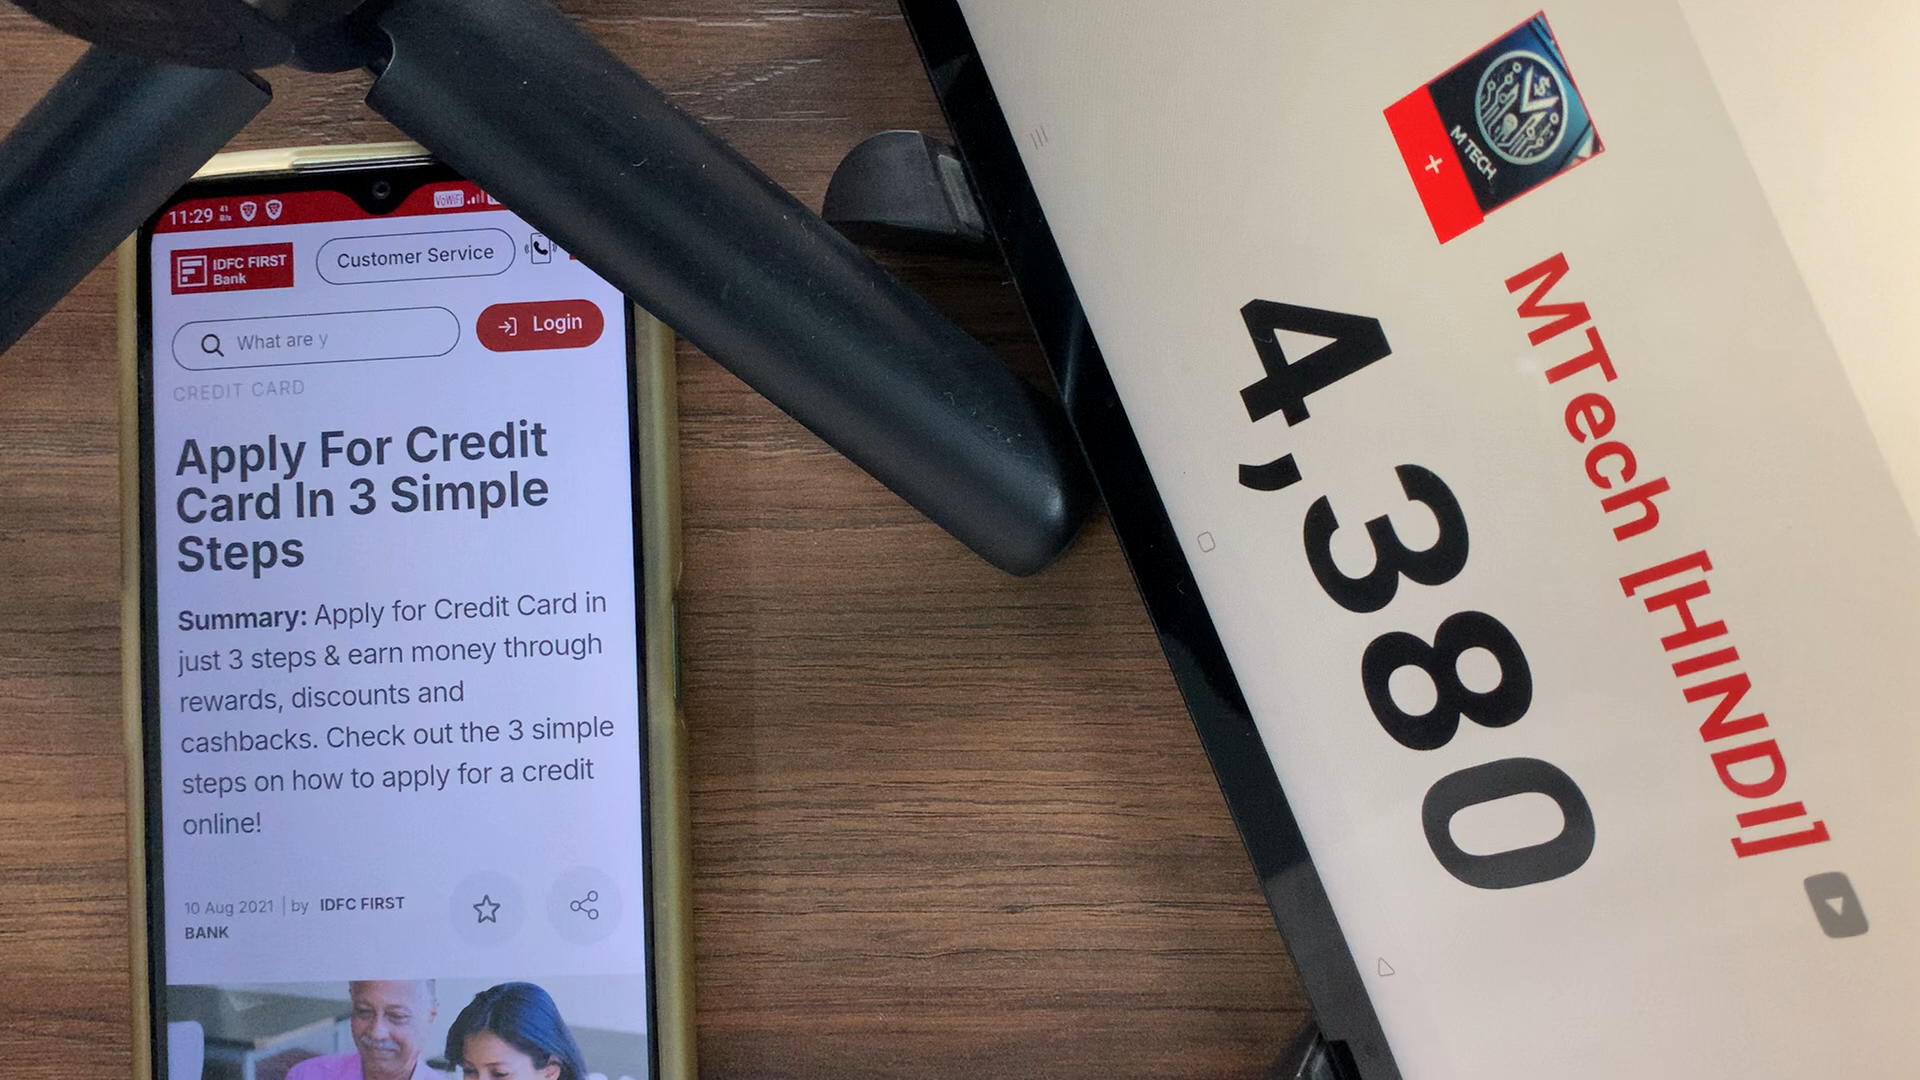 11:29
VoWiFi
IDFC FIRST
Bank
Customer Service
What are y
Login
CREDIT CARD
Apply For Credit
Card In 3 Simple
Steps
Summary: Apply for Credit Card in
just 3 steps & earn money through
rewards, discounts and
cashbacks. Check out the 3 simple
steps on how to apply for a credit
online!
10 Aug 2021 | by IDFC FIRST
BANK
M TECH
+
MTech [HINDI]
4,380